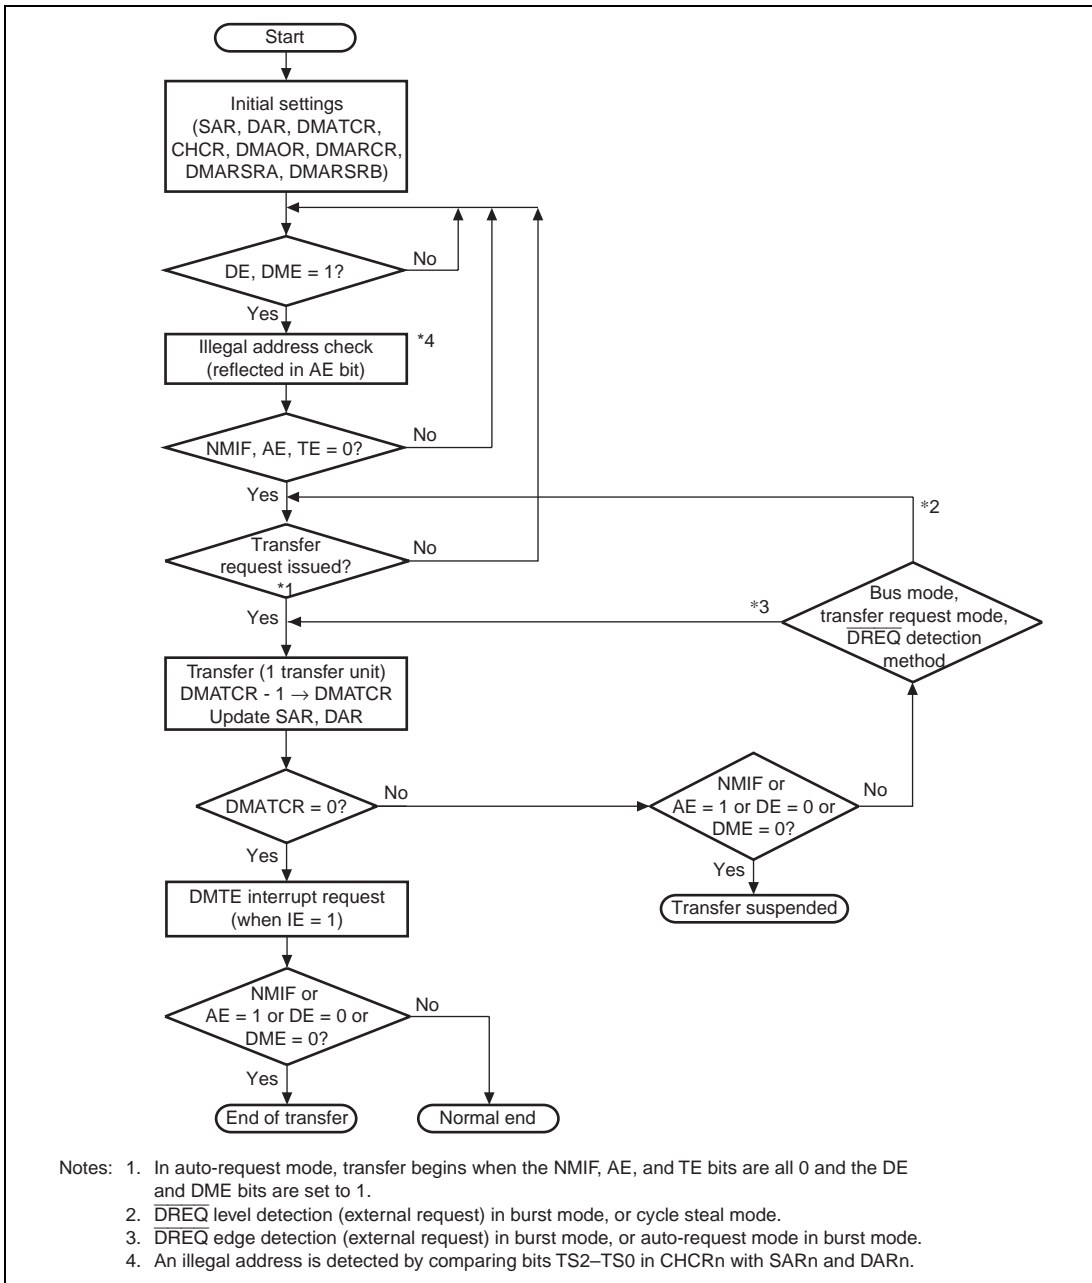 Start
Initial settings
(SAR, DAR, DMATCR,
CHCR, DMAOR, DMARCR,
DMARSRA, DMARSRB)
DE, DME = 1?
No
Yes
Illegal address check
(reflected in AE bit)
*4
NMIF, AE, TE = 0?
No
Yes
*2
Transfer
request issued?
*1
No
Yes
*3
Bus mode,
transfer request mode,
DREQ detection
method
Transfer (1 transfer unit)
DMATCR - 1 → DMATCR
Update SAR, DAR
DMATCR = 0?
No
NMIF or
AE = 1 or DE = 0 or
DME = 0?
No
Yes
Yes
Transfer suspended
DMTE interrupt request
(when IE = 1)
NMIF or
AE = 1 or DE = 0 or
DME = 0?
No
Yes
End of transfer
Normal end
Notes: 1. In auto-request mode, transfer begins when the NMIF, AE, and TE bits are all 0 and the DE
and DME bits are set to 1.
2. DREQ level detection (external request) in burst mode, or cycle steal mode.
3. DREQ edge detection (external request) in burst mode, or auto-request mode in burst mode.
4. An illegal address is detected by comparing bits TS2–TS0 in CHCRn with SARn and DARn.